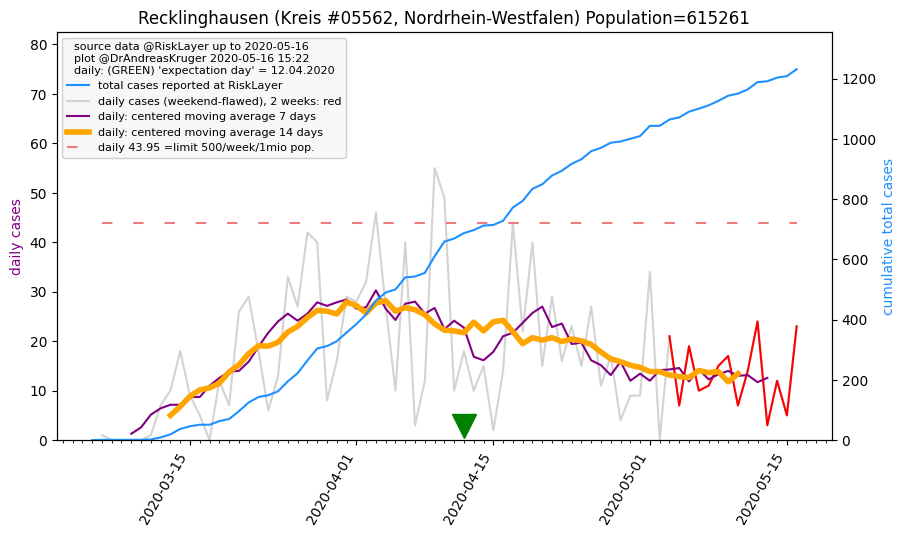 Recklinghausen (Kreis #05562, Nordrhein-Westfalen) Population=615261
source data @RiskLayer up to 2020-05-16
plot @DrAndreasKruger 2020-05-16 15:22
daily: (GREEN) 'expectation day' = 12.04.2020
total cases reported at RiskLayer
daily cases (weekend-flawed), 2 weeks: red
daily: centered moving average 7 days
daily: centered moving average 14 days
daily 43.95 =limit 500/week/1mio pop.
daily cases
80
70
60
50
40
30
20
10
0
cumulative total cases
1200
1000
800
600
400
200
0
2020-03-15
2020-04-01
2020-04-15
2020-05-01
2020-05-15